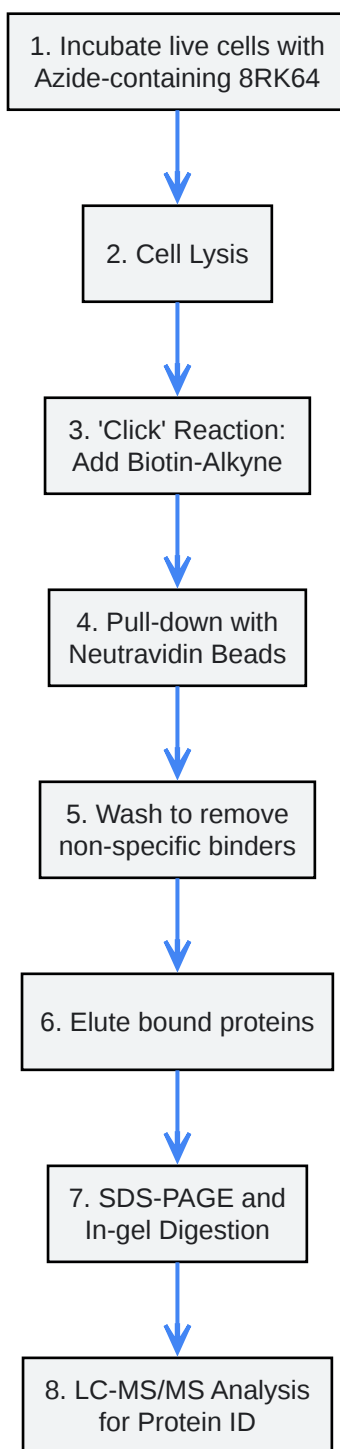 1. Incubate live cells with
Azide-containing 8RK64
2. Cell Lysis
3. 'Click' Reaction:
Add Biotin-Alkyne
4. Pull-down with
Neutravidin Beads
5. Wash to remove
non-specific binders
6. Elute bound proteins
7. SDS-PAGE and
In-gel Digestion
8. LC-MS/MS Analysis
for Protein ID